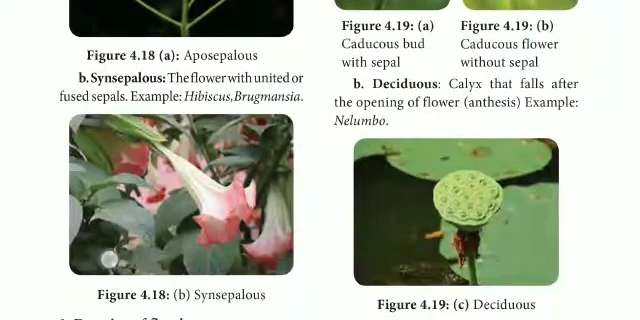 Figure 4.18 (a): Aposepalous
b. Synsepalous: The flower with united or
fused sepals. Example: Hibiscus,Brugmansia.
Figure 4.18: (b) Synsepalous
Figure 4.19: (a)
Caducous bud
with sepal
Figure 4.19: (b)
Caducous flower
without sepal
b. Deciduous: Calyx that falls after
the opening of flower (anthesis) Example:
Nelumbo.
Figure 4.19: (c) Deciduous